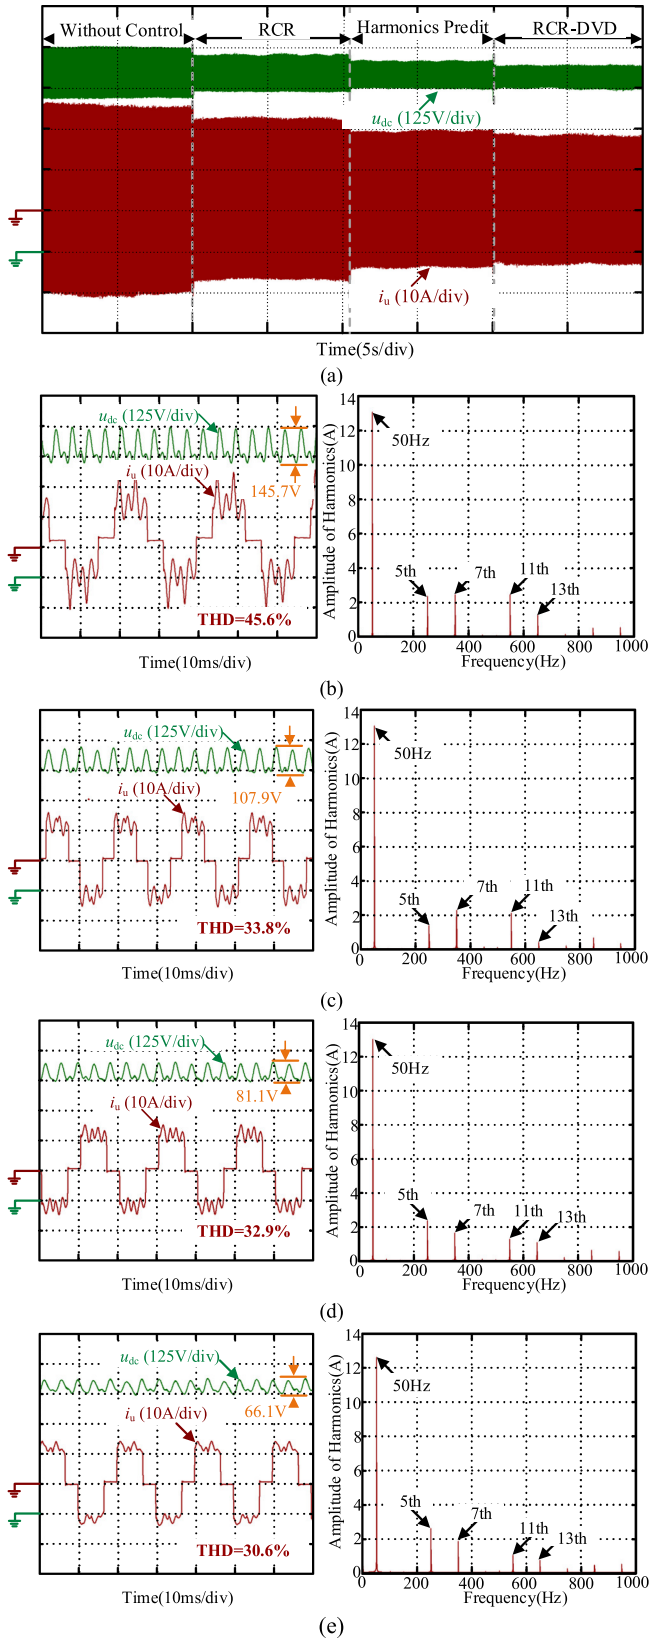 Without Control RCR Harmonics Predit RCR-DVD
udc (125V/div)
iu (10A/div)
Time(5s/div)
(a)
udc (125V/div)
iu (10A/div)
145.7V
THD=45.6%
Time(10ms/div)
Amplitude of Harmonics(A)
14
12
10
8
6
4
2
0
50Hz
5th 7th 11th 13th
0 200 400 600 800 1000
Frequency(Hz)
(b)
udc (125V/div)
iu (10A/div)
107.9V
THD=33.8%
Time(10ms/div)
Amplitude of Harmonics(A)
14
12
10
8
6
4
2
0
50Hz
5th 7th 11th 13th
0 200 400 600 800 1000
Frequency(Hz)
(c)
udc (125V/div)
iu (10A/div)
81.1V
THD=32.9%
Time(10ms/div)
Amplitude of Harmonics(A)
14
12
10
8
6
4
2
0
50Hz
5th 7th 11th 13th
0 200 400 600 800 1000
Frequency(Hz)
(d)
udc (125V/div)
iu (10A/div)
66.1V
THD=30.6%
Time(10ms/div)
Amplitude of Harmonics(A)
14
12
10
8
6
4
2
0
50Hz
5th 7th 11th 13th
0 200 400 600 800 1000
Frequency(Hz)
(e)